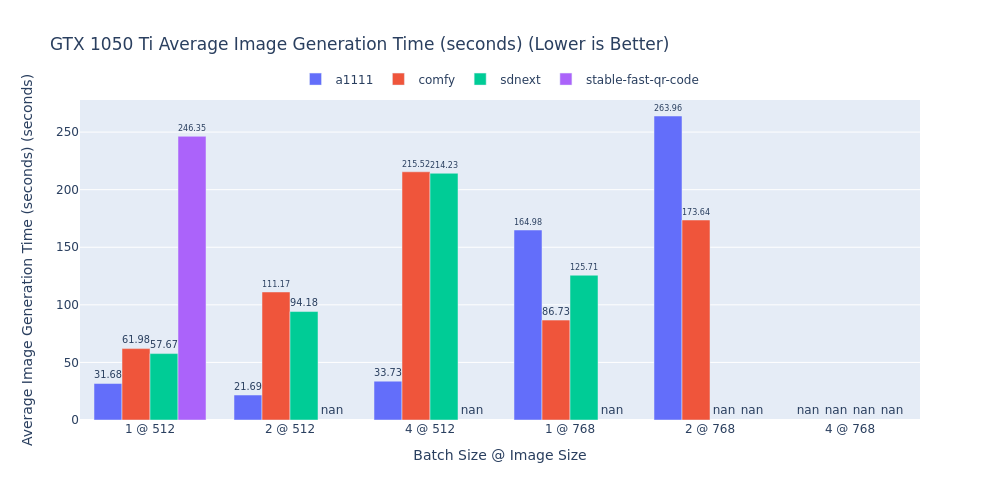 GTX 1050 Ti Average Image Generation Time (seconds) (Lower is Better)
a1111 comfy sdnext stable-fast-qr-code
Average Image Generation Time (seconds) (seconds)
250
200
150
100
50
0
31.68 61.98 57.67 246.35
21.69 111.17 94.18 nan
33.73 215.52 214.23 nan
164.98 86.73 125.71 nan
263.96 173.64 nan nan
nan nan nan nan
1 @ 512 2 @ 512 4 @ 512 1 @ 768 2 @ 768 4 @ 768
Batch Size @ Image Size